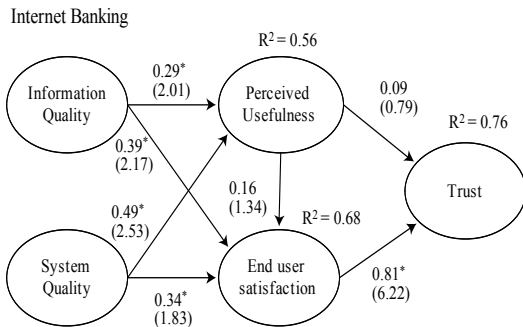 Internet Banking
R² = 0.56
0.29*
(2.01)
Information
Quality
Perceived
Usefulness
0.09
(0.79)
R² = 0.76
0.39*
(2.17)
0.16
(1.34)
Trust
0.49*
(2.53)
R² = 0.68
System
Quality
End user
satisfaction
0.34*
(1.83)
0.81*
(6.22)